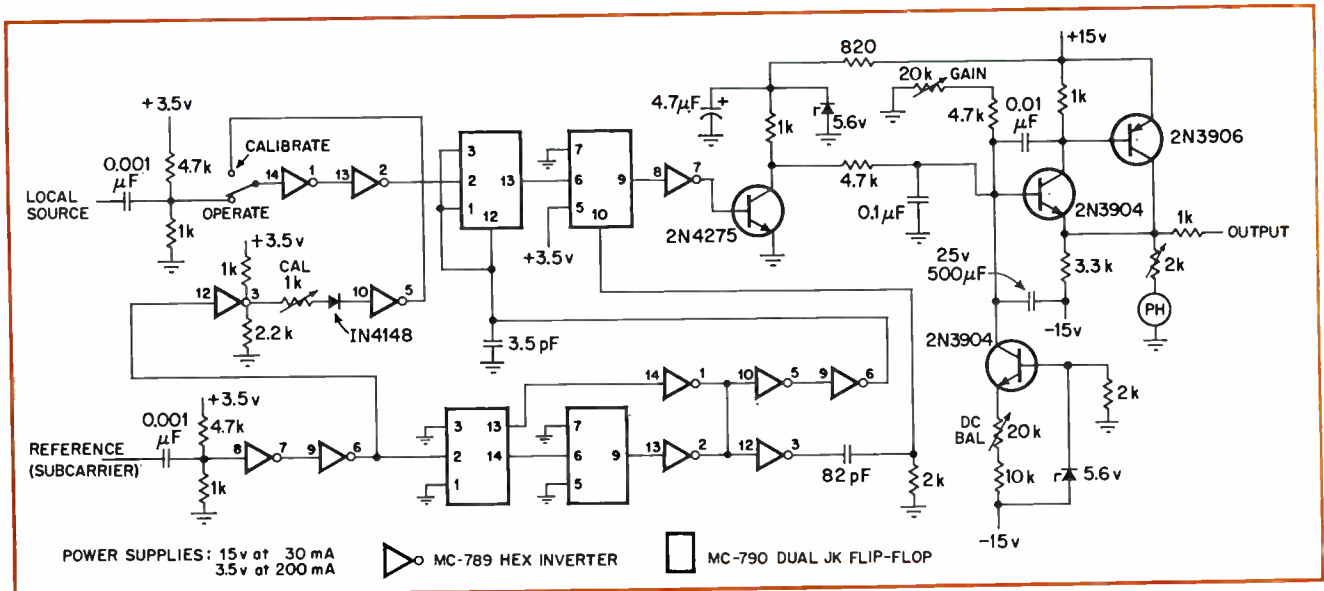 +15v
820
20k GAIN
+3.5v
4.7µF +
1k
5.6v
4.7k
0.01 µF
1k
2N3906
CALIBRATE
0.001 µF
4.7k
14 1 13 2
3
2 13
1
12
7
6 9
5 10
8 7
4.7k
2N3904
LOCAL SOURCE
OPERATE
1k
+3.5v
2N4275
0.1µF
1k OUTPUT
+3.5v
1k CAL 1k
12 3
10 5
25v 500µF
3.3k
2k
PH
2.2k
IN4148
3.5pF
-15v
2N3904
14 1
10 5 9 6
2k
+3.5v
0.001 µF
4.7k
REFERENCE (SUBCARRIER)
8 7 9 6
3 13
2 14
1
7
6 9
5
13 2
12 3
82pF
2k
DC BAL
20k
10k
5.6v
1k
-15v
POWER SUPPLIES: 15v at 30 mA
3.5v at 200 mA
MC-789 HEX INVERTER
MC-790 DUAL JK FLIP-FLOP